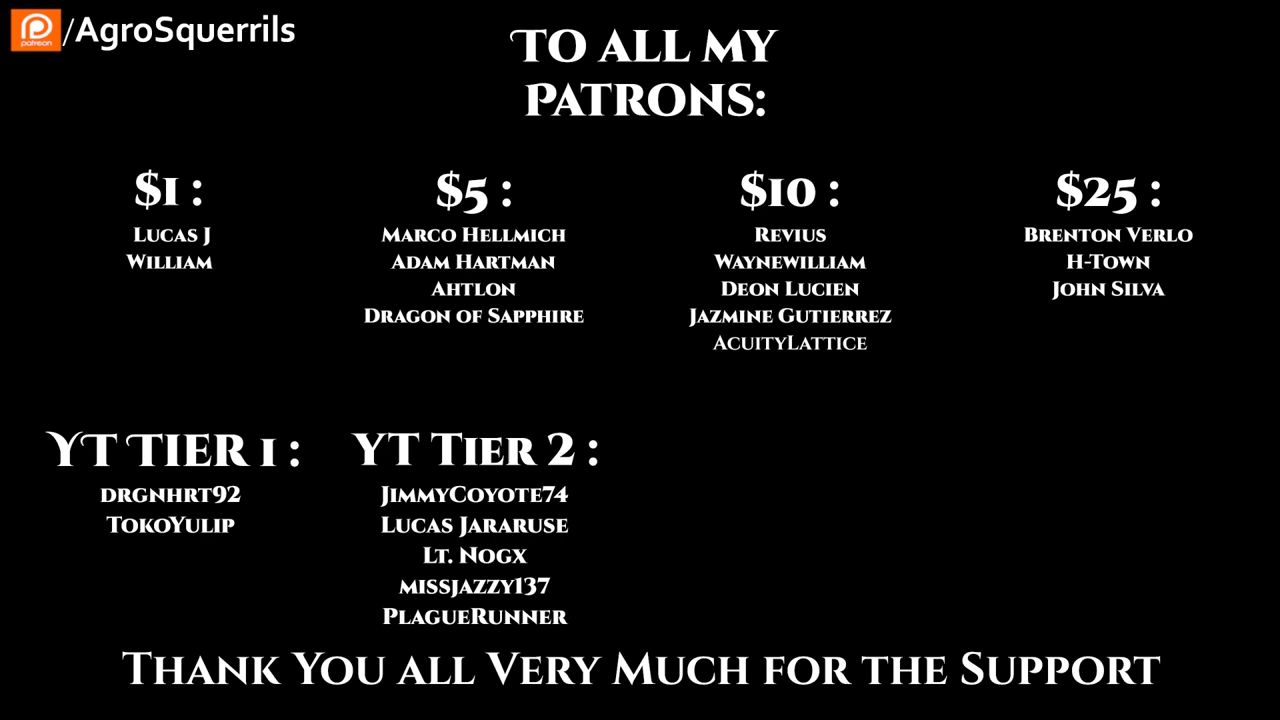 patreon
/AgroSquerrils
To all my
Patrons:
$1 :
Lucas J
William
$5 :
Marco Hellmich
Adam Hartman
Ahtlon
Dragon of Sapphire
$10 :
Revius
Waynewilliam
Deon Lucien
Jazmine Gutierrez
AcuityLattice
$25 :
Brenton Verlo
H-Town
John Silva
YT Tier 1 :
drgnhrt92
TokoYulip
YT Tier 2 :
JimmyCoyote74
Lucas Jararuse
Lt. Nogx
missjazzy137
PlagueRunner
Thank You all Very Much for the Support